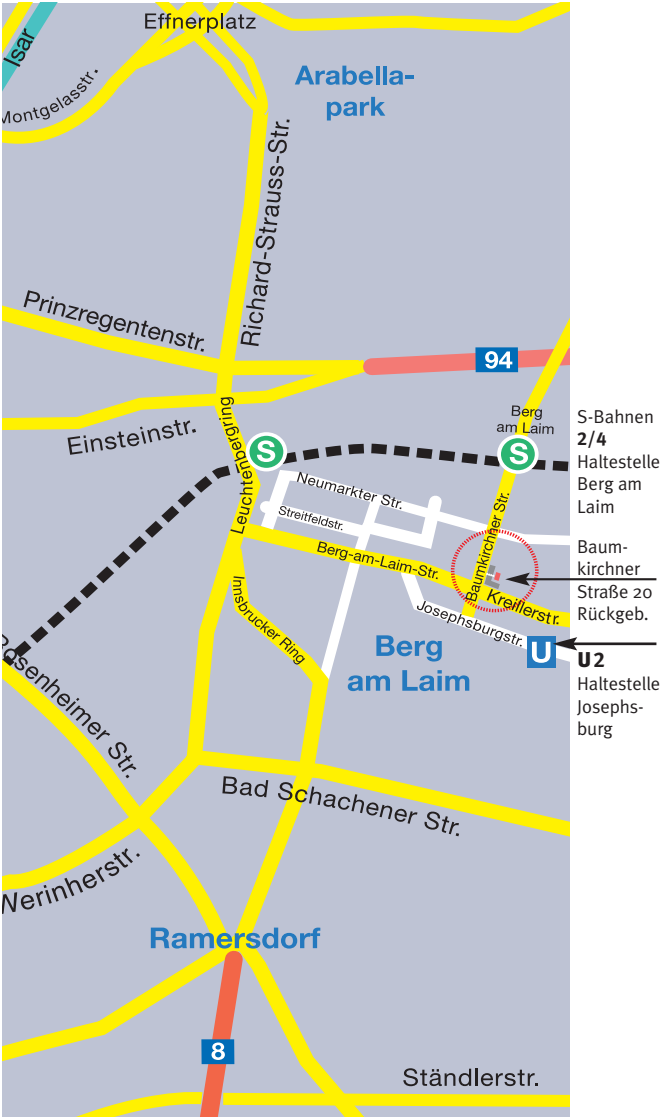 Effnerplatz
Isar
Montgelasstr.
Arabella-
park
Richard-Strauss-Str.
Prinzregentenstr.
94
Einsteinstr.
Leuchtenbergring
S
Berg
am Laim
S
S-Bahnen
2/4
Haltestelle
Berg am
Laim
Neumarkter Str.
Streitfeldstr.
Baumkirchner Str.
Berg-am-Laim-Str.
Kreillerstr.
Baum-
kirchner
Straße 20
Rückgeb.
Innsbrucker Ring
Josephsburgstr.
U
U2
Haltestelle
Josephs-
burg
Berg
am Laim
Rosenheimer Str.
Bad Schachener Str.
Werinherstr.
Ramersdorf
8
Ständlerstr.